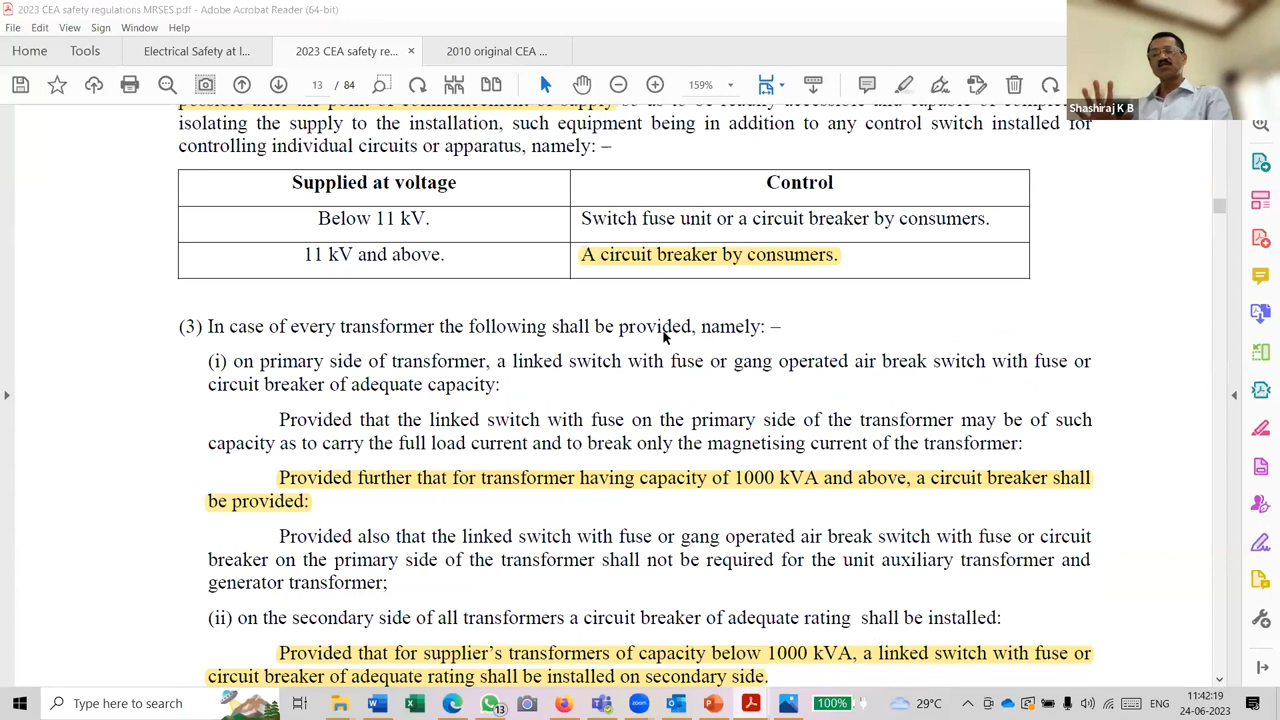 2023 CEA safety regulations MRSES.pdf - Adobe Acrobat Reader (64-bit)
File Edit View Sign Window Help
Home Tools Electrical Safety at I... 2023 CEA safety re... × 2010 original CEA ...
13 / 84 159%
Shashiraj K B
isolating the supply to the installation, such equipment being in addition to any control switch installed for
controlling individual circuits or apparatus, namely: –
Supplied at voltage Control
Below 11 kV. Switch fuse unit or a circuit breaker by consumers.
11 kV and above. A circuit breaker by consumers.
(3) In case of every transformer the following shall be provided, namely: –
(i) on primary side of transformer, a linked switch with fuse or gang operated air break switch with fuse or
circuit breaker of adequate capacity:
Provided that the linked switch with fuse on the primary side of the transformer may be of such
capacity as to carry the full load current and to break only the magnetising current of the transformer:
Provided further that for transformer having capacity of 1000 kVA and above, a circuit breaker shall
be provided:
Provided also that the linked switch with fuse or gang operated air break switch with fuse or circuit
breaker on the primary side of the transformer shall not be required for the unit auxiliary transformer and
generator transformer;
(ii) on the secondary side of all transformers a circuit breaker of adequate rating shall be installed:
Provided that for supplier's transformers of capacity below 1000 kVA, a linked switch with fuse or
circuit breaker of adequate rating shall be installed on secondary side.
Type here to search 13 zoom 100% 29°C ENG 11:42:19
24-06-2023